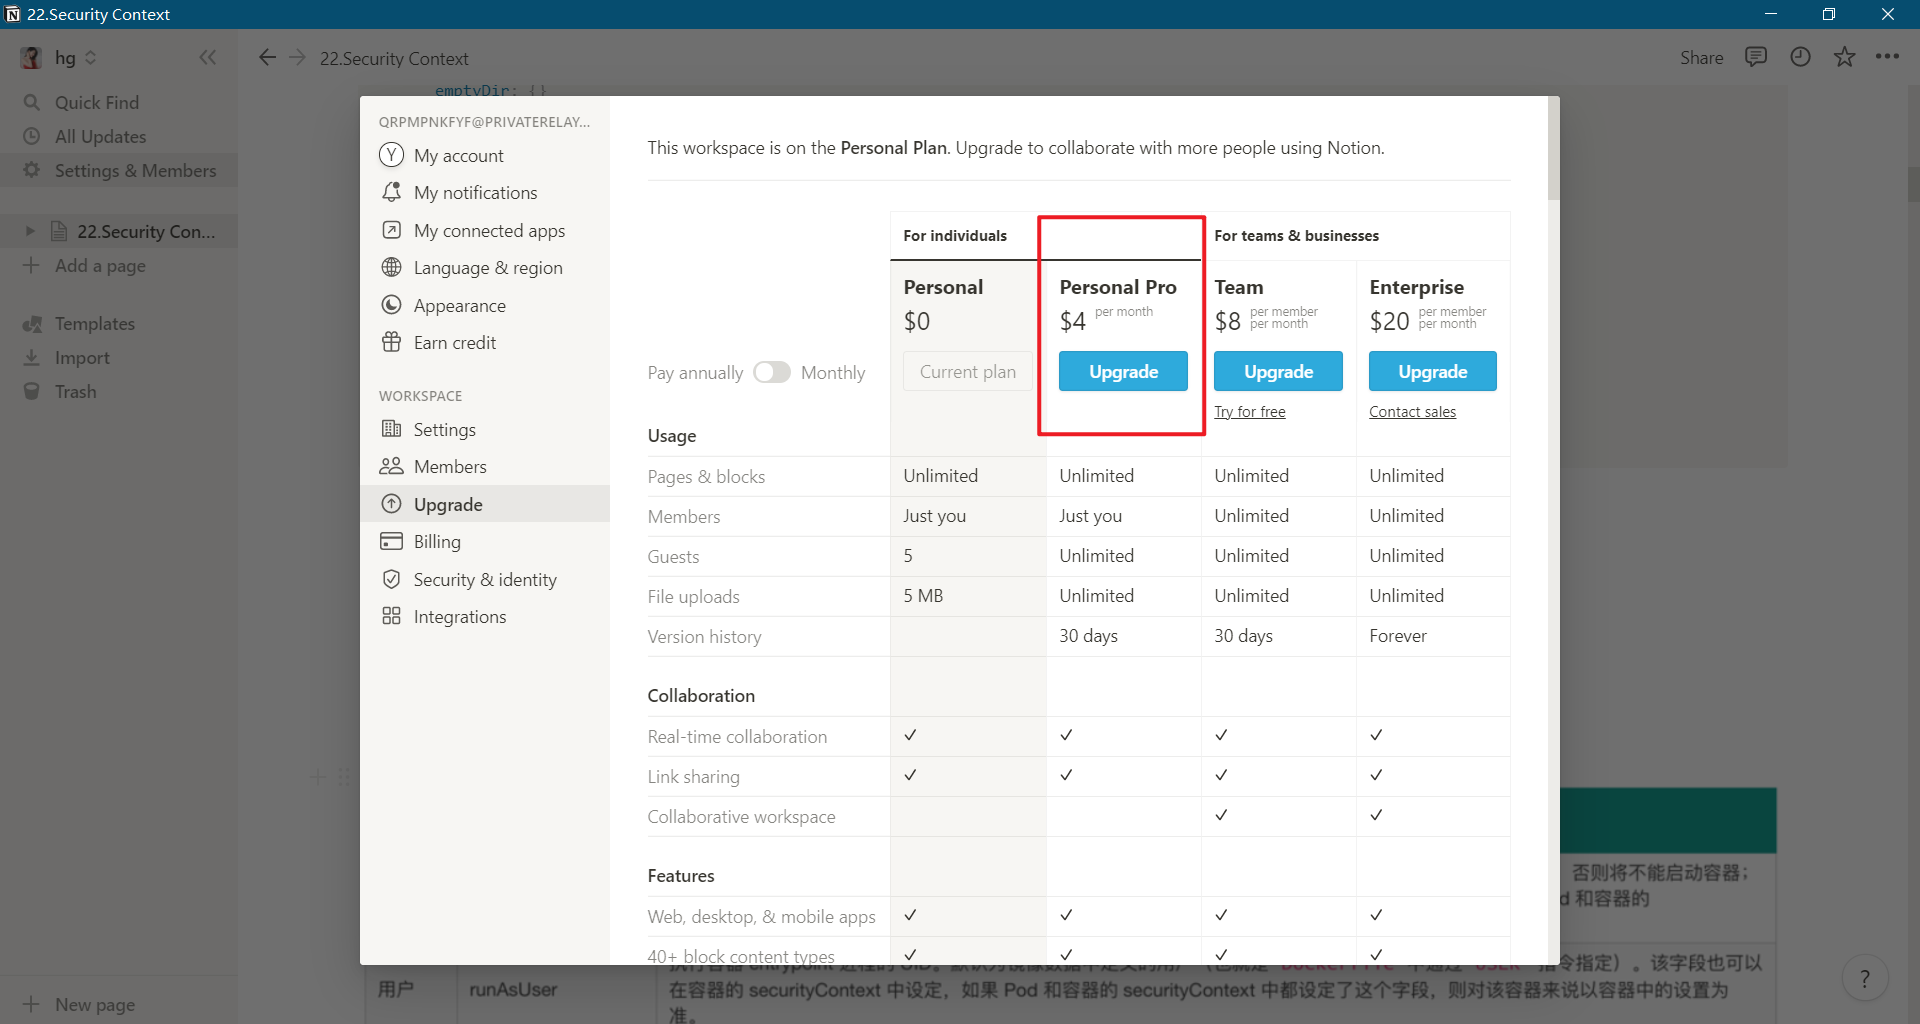 22.Security Context
hg
22.Security Context
Share
Quick Find
All Updates
Settings & Members
22.Security Con...
Add a page
Templates
Import
Trash
New page
emptyDir: {}
QRPMPNKFYF@PRIVATERELAY...
Y My account
My notifications
My connected apps
Language & region
Appearance
Earn credit
WORKSPACE
Settings
Members
Upgrade
Billing
Security & identity
Integrations
This workspace is on the Personal Plan. Upgrade to collaborate with more people using Notion.
For individuals For teams & businesses
Personal Personal Pro Team Enterprise
$0 $4 per month $8 per member per month $20 per member per month
Pay annually Monthly Current plan Upgrade Upgrade Upgrade
Try for free Contact sales
Usage
Pages & blocks Unlimited Unlimited Unlimited Unlimited
Members Just you Just you Unlimited Unlimited
Guests 5 Unlimited Unlimited Unlimited
File uploads 5 MB Unlimited Unlimited Unlimited
Version history 30 days 30 days Forever
Collaboration
Real-time collaboration ✓ ✓ ✓ ✓
Link sharing ✓ ✓ ✓ ✓
Collaborative workspace ✓ ✓
Features
Web, desktop, & mobile apps ✓ ✓ ✓ ✓
40+ block content types ✓ ✓ ✓ ✓
否则将不能启动容器；
和容器的
指令指定）。该字段也可以
用户 runAsUser 在容器的 securityContext 中设定，如果 Pod 和容器的 securityContext 中都设定了这个字段，则对该容器来说以容器中的设置为
准。
?